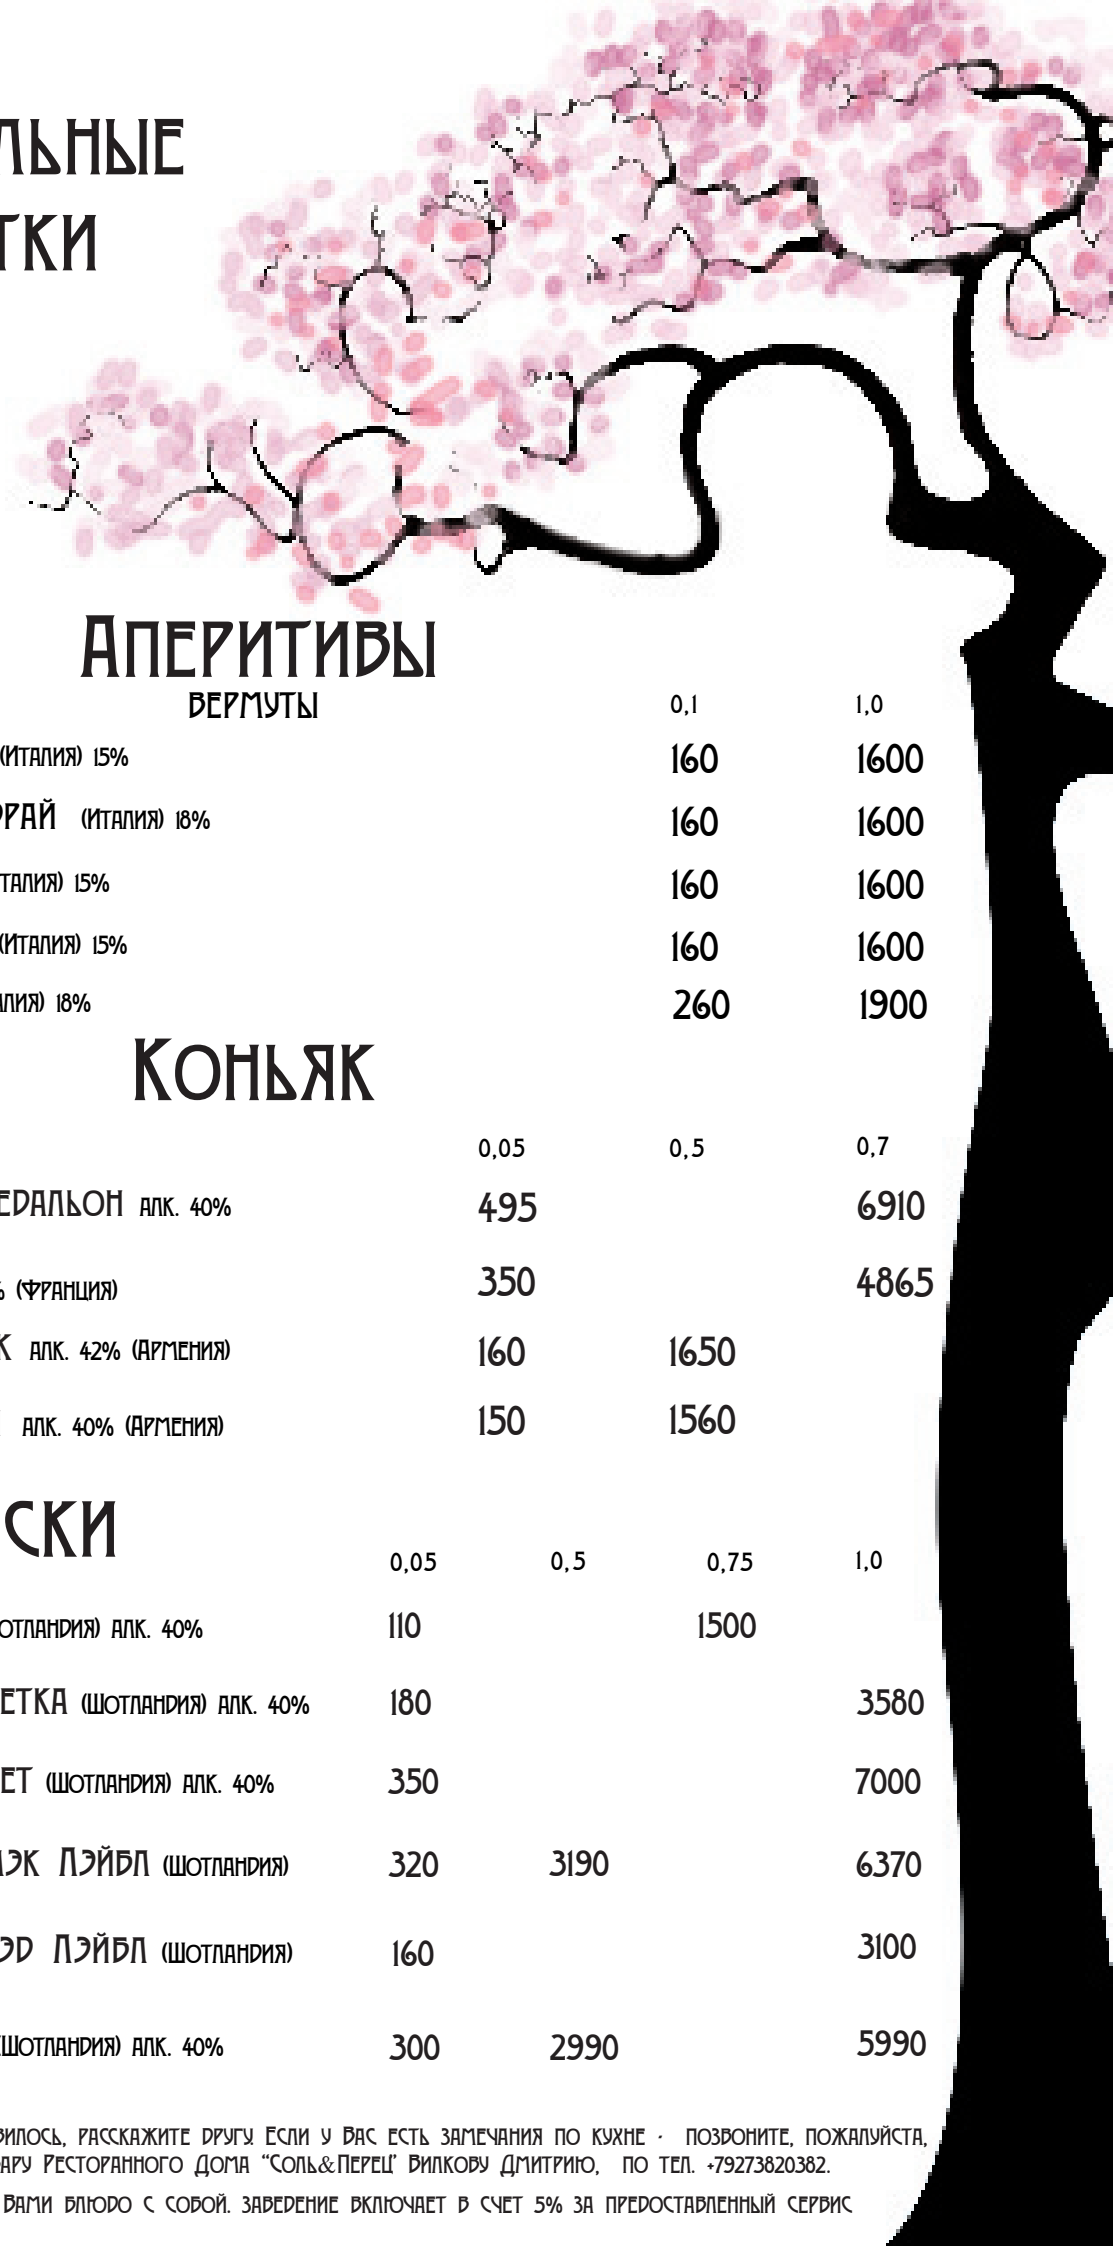 ЛЬНЫЕ
ТКИ
Аперитивы
вермуты 0,1 1,0
(Италия) 15% 160 1600
РАЙ (Италия) 18% 160 1600
талия) 15% 160 1600
(Италия) 15% 160 1600
лия) 18% 260 1900
Коньяк
0,05 0,5 0,7
едальон алк. 40% 495 6910
% (Франция) 350 4865
к алк. 42% (Армения) 160 1650
алк. 40% (Армения) 150 1560
ски
0,05 0,5 0,75 1,0
отландия) алк. 40% 110 1500
етка (Шотландия) алк. 40% 180 3580
ет (Шотландия) алк. 40% 350 7000
эк Лэйбл (Шотландия) 320 3190 6370
эд Лэйбл (Шотландия) 160 3100
(Шотландия) алк. 40% 300 2990 5990
вилось, расскажите другу. Если у Вас есть замечания по кухне - позвоните, пожалуйста,
ару Ресторанного Дома “Соль&Перец” Вилкову Дмитрию, по тел. +79273820382.
Вами блюдо с собой. заведение включает в счет 5% за предоставленный сервис